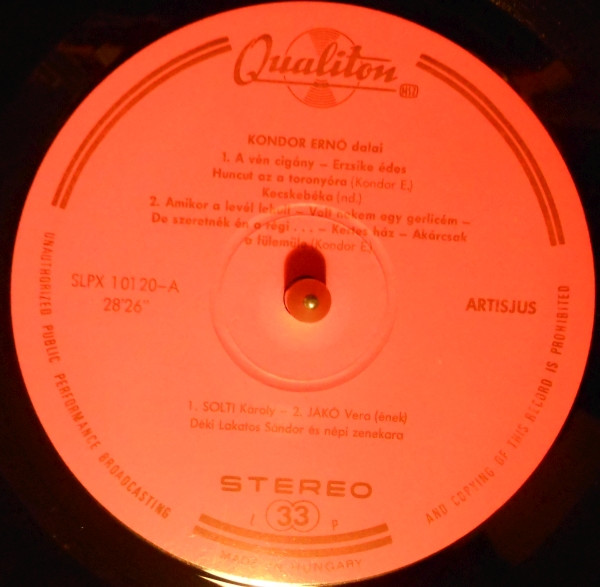 Qualiton
KONDOR ERNŐ dalai
1. A vén cigány – Erzsike édes
Huncut az a toronyóra (Kondor E.)
Kecskebéka (nd.)
2. Amikor a levél lehull – Volt nekem egy gerlicém –
De szeretnék én a régi . . . – Kertes ház – Akárcsak
a fülemüle (Kondor E.)
SLPX 10120-A
28'26"
ARTISJUS
1. SOLTI Károly – 2. JÁKÓ Vera (ének)
Déki Lakatos Sándor és népi zenekara
STEREO
L 33 P
MADE IN HUNGARY
UNAUTHORIZED PUBLIC PERFORMANCE BROADCASTING
AND COPYING OF THIS RECORD IS PROHIBITED